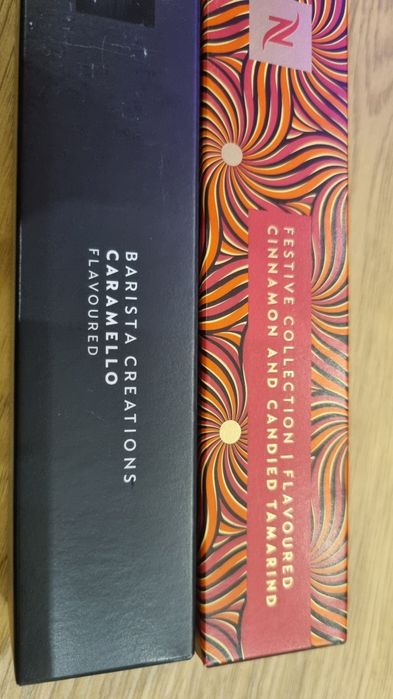 BARISTA CREATIONS
CARAMELLO
FLAVOURED
N
FESTIVE COLLECTION | FLAVOURED
CINNAMON AND CANDIED TAMARIND